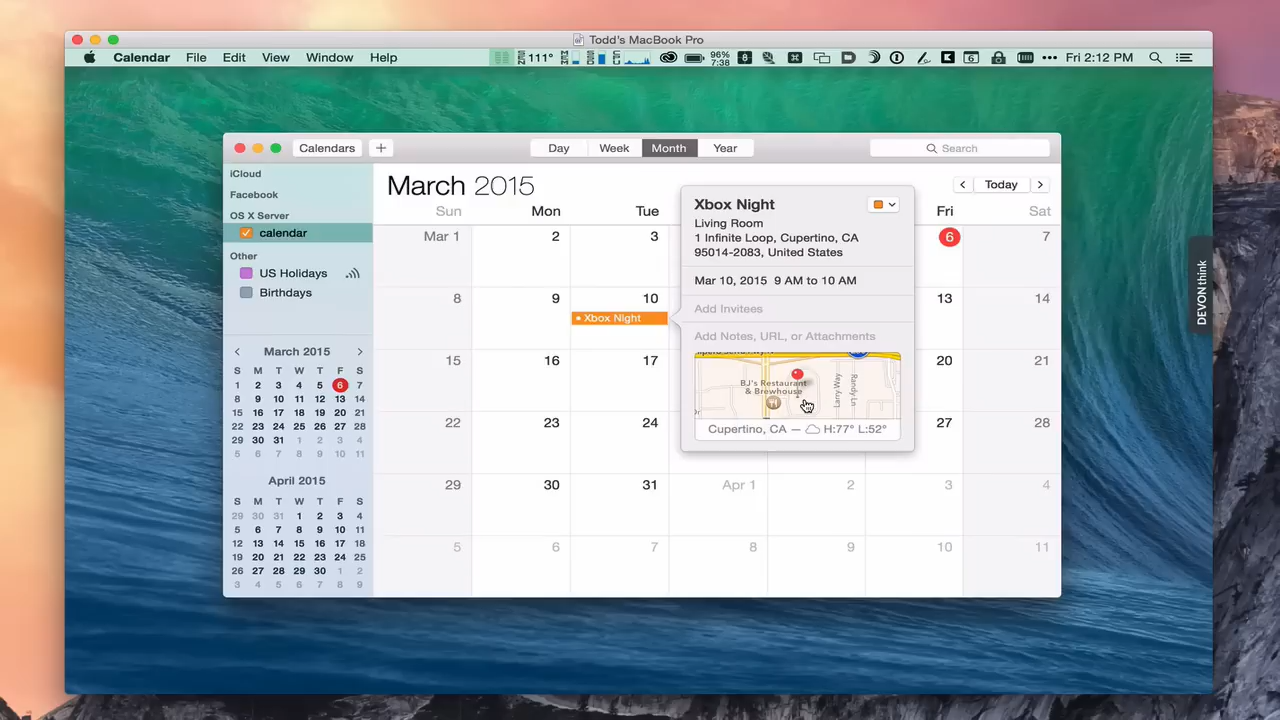 Todd's MacBook Pro
Calendar File Edit View Window Help 111° 96% 7:38 Fri 2:12 PM
Calendars + Day Week Month Year Search
iCloud
Facebook
OS X Server
calendar
Other
US Holidays
Birthdays
March 2015
S M T W T F S
1 2 3 4 5 6 7
8 9 10 11 12 13 14
15 16 17 18 19 20 21
22 23 24 25 26 27 28
29 30 31 1 2 3 4
5 6 7 8 9 10 11
April 2015
S M T W T F S
29 30 31 1 2 3 4
5 6 7 8 9 10 11
12 13 14 15 16 17 18
19 20 21 22 23 24 25
26 27 28 29 30 1 2
3 4 5 6 7 8 9
March 2015
Today
Sun Mon Tue Fri Sat
Mar 1 2 3 6 7
8 9 10 13 14
Xbox Night
15 16 17 20 21
22 23 24 27 28
29 30 31 Apr 1 2 3 4
5 6 7 8 9 10 11
Xbox Night
Living Room
1 Infinite Loop, Cupertino, CA
95014-2083, United States
Mar 10, 2015 9 AM to 10 AM
Add Invitees
Add Notes, URL, or Attachments
BJ's Restaurant
& Brewhouse
Larry Way
Randy Ln
Cupertino, CA — H:77° L:52°
DEVONthink